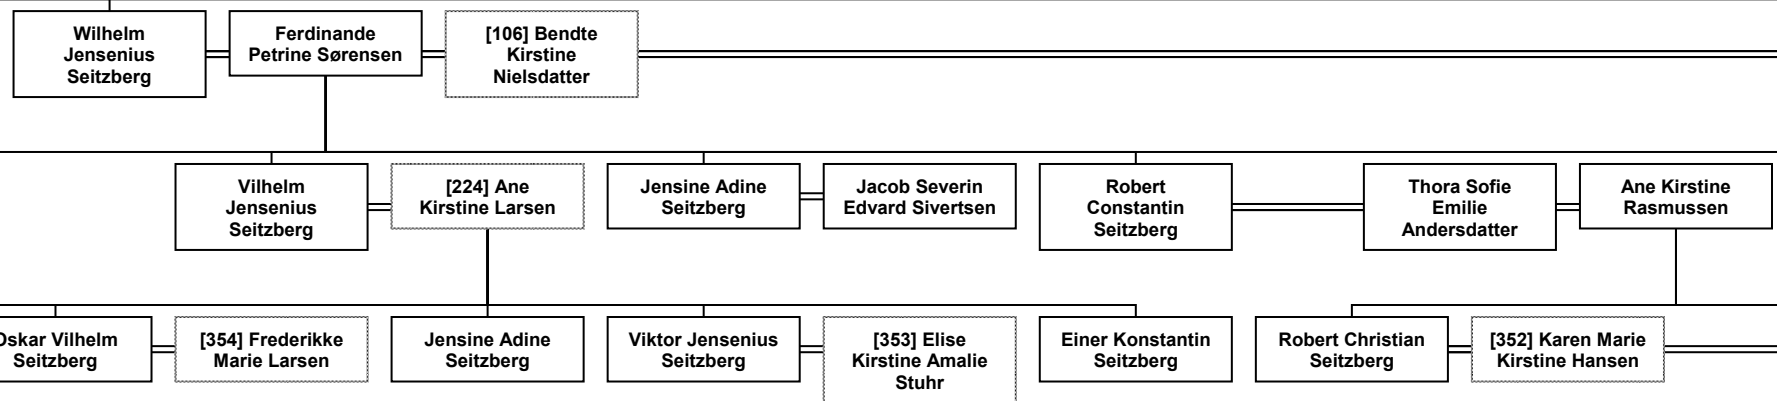 Wilhelm
Jensenius
Seitzberg
Ferdinande
Petrine Sørensen
[106] Bendte
Kirstine
Nielsdatter
Vilhelm
Jensenius
Seitzberg
[224] Ane
Kirstine Larsen
Jensine Adine
Seitzberg
Jacob Severin
Edvard Sivertsen
Robert
Constantin
Seitzberg
Thora Sofie
Emilie
Andersdatter
Ane Kirstine
Rasmussen
Oskar Vilhelm
Seitzberg
[354] Frederikke
Marie Larsen
Jensine Adine
Seitzberg
Viktor Jensenius
Seitzberg
[353] Elise
Kirstine Amalie
Stuhr
Einer Konstantin
Seitzberg
Robert Christian
Seitzberg
[352] Karen Marie
Kirstine Hansen